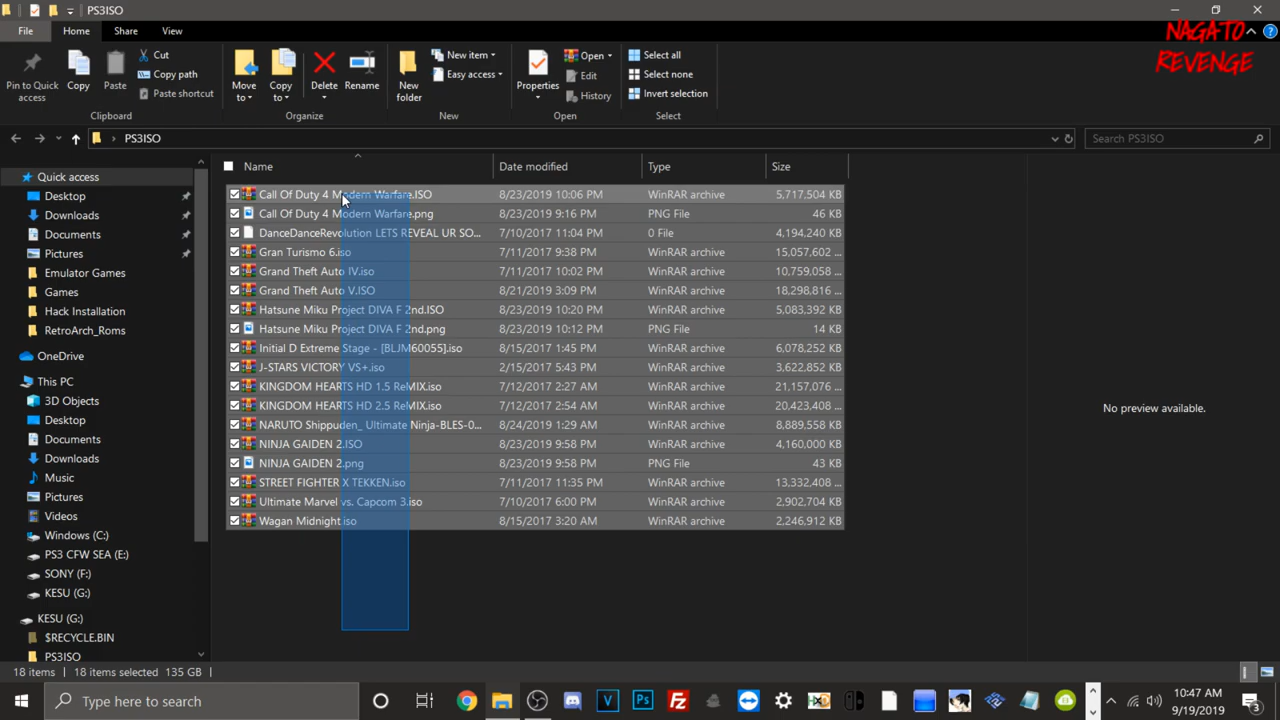 PS3ISO
NAGATO
REVENGE
File Home Share View
Pin to Quick access
Copy
Paste
Cut
Copy path
Paste shortcut
Clipboard
Move to
Copy to
Delete
Rename
Organize
New folder
New item
Easy access
New
Properties
Open
Edit
History
Open
Select all
Select none
Invert selection
Select
PS3ISO
Search PS3ISO
Quick access
Desktop
Downloads
Documents
Pictures
Emulator Games
Games
Hack Installation
RetroArch_Roms
OneDrive
This PC
3D Objects
Desktop
Documents
Downloads
Music
Pictures
Videos
Windows (C:)
PS3 CFW SEA (E:)
SONY (F:)
KESU (G:)
KESU (G:)
$RECYCLE.BIN
PS3ISO
Name Date modified Type Size
Call Of Duty 4 Modern Warfare.ISO 8/23/2019 10:06 PM WinRAR archive 5,717,504 KB
Call Of Duty 4 Modern Warfare.png 8/23/2019 9:16 PM PNG File 46 KB
DanceDanceRevolution LETS REVEAL UR SO... 7/10/2017 11:04 PM 0 File 4,194,240 KB
Gran Turismo 6.iso 7/11/2017 9:38 PM WinRAR archive 15,057,602 ...
Grand Theft Auto IV.iso 7/11/2017 10:02 PM WinRAR archive 10,759,058 ...
Grand Theft Auto V.ISO 8/21/2019 3:09 PM WinRAR archive 18,298,816 ...
Hatsune Miku Project DIVA F 2nd.ISO 8/23/2019 10:20 PM WinRAR archive 5,083,392 KB
Hatsune Miku Project DIVA F 2nd.png 8/23/2019 10:12 PM PNG File 14 KB
Initial D Extreme Stage - [BLJM60055].iso 8/15/2017 1:45 PM WinRAR archive 6,078,252 KB
J-STARS VICTORY VS+.iso 2/15/2017 5:43 PM WinRAR archive 3,622,852 KB
KINGDOM HEARTS HD 1.5 ReMIX.iso 7/12/2017 2:27 AM WinRAR archive 21,157,076 ...
KINGDOM HEARTS HD 2.5 ReMIX.iso 7/12/2017 2:54 AM WinRAR archive 20,423,408 ...
NARUTO Shippuden_ Ultimate Ninja-BLES-0... 8/24/2019 1:29 AM WinRAR archive 8,889,558 KB
NINJA GAIDEN 2.ISO 8/23/2019 9:58 PM WinRAR archive 4,160,000 KB
NINJA GAIDEN 2.png 8/23/2019 9:58 PM PNG File 43 KB
STREET FIGHTER X TEKKEN.iso 7/11/2017 11:35 PM WinRAR archive 13,332,408 ...
Ultimate Marvel vs. Capcom 3.iso 7/10/2017 6:00 PM WinRAR archive 2,902,704 KB
Wagan Midnight.iso 8/15/2017 3:20 AM WinRAR archive 2,246,912 KB
No preview available.
18 items 18 items selected 135 GB
Type here to search
10:47 AM
9/19/2019
3